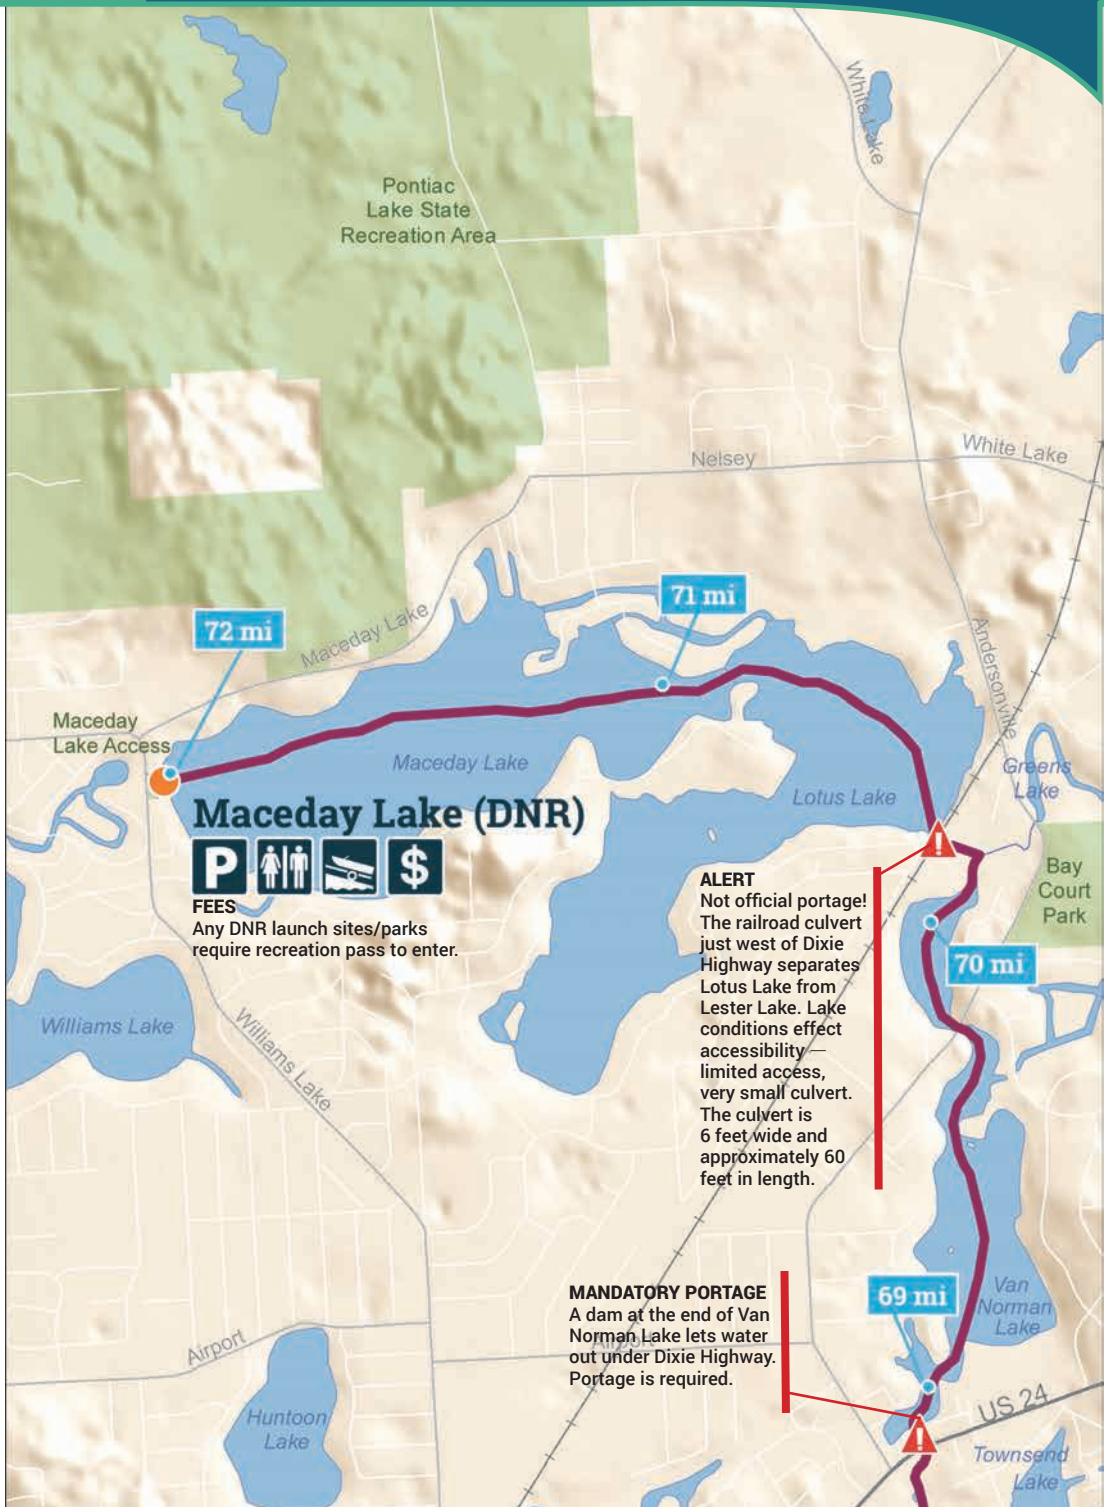 White Lake
Pontiac
Lake State
Recreation Area
White Lake
Nelsey
71 mi
72 mi
Maceday Lake
Andersonville
Maceday
Lake Access
Maceday Lake
Greens
Lake
Lotus Lake
Maceday Lake (DNR)
P
$
FEES
Any DNR launch sites/parks
require recreation pass to enter.
Bay
Court
Park
ALERT
Not official portage!
The railroad culvert
just west of Dixie
Highway separates
Lotus Lake from
Lester Lake. Lake
conditions effect
accessibility —
limited access,
very small culvert.
The culvert is
6 feet wide and
approximately 60
feet in length.
70 mi
Williams Lake
Williams Lake
69 mi
Van
Norman
Lake
MANDATORY PORTAGE
A dam at the end of Van
Norman Lake lets water
out under Dixie Highway.
Portage is required.
Airport
Airport
US 24
Huntoon
Lake
Townsend
Lake